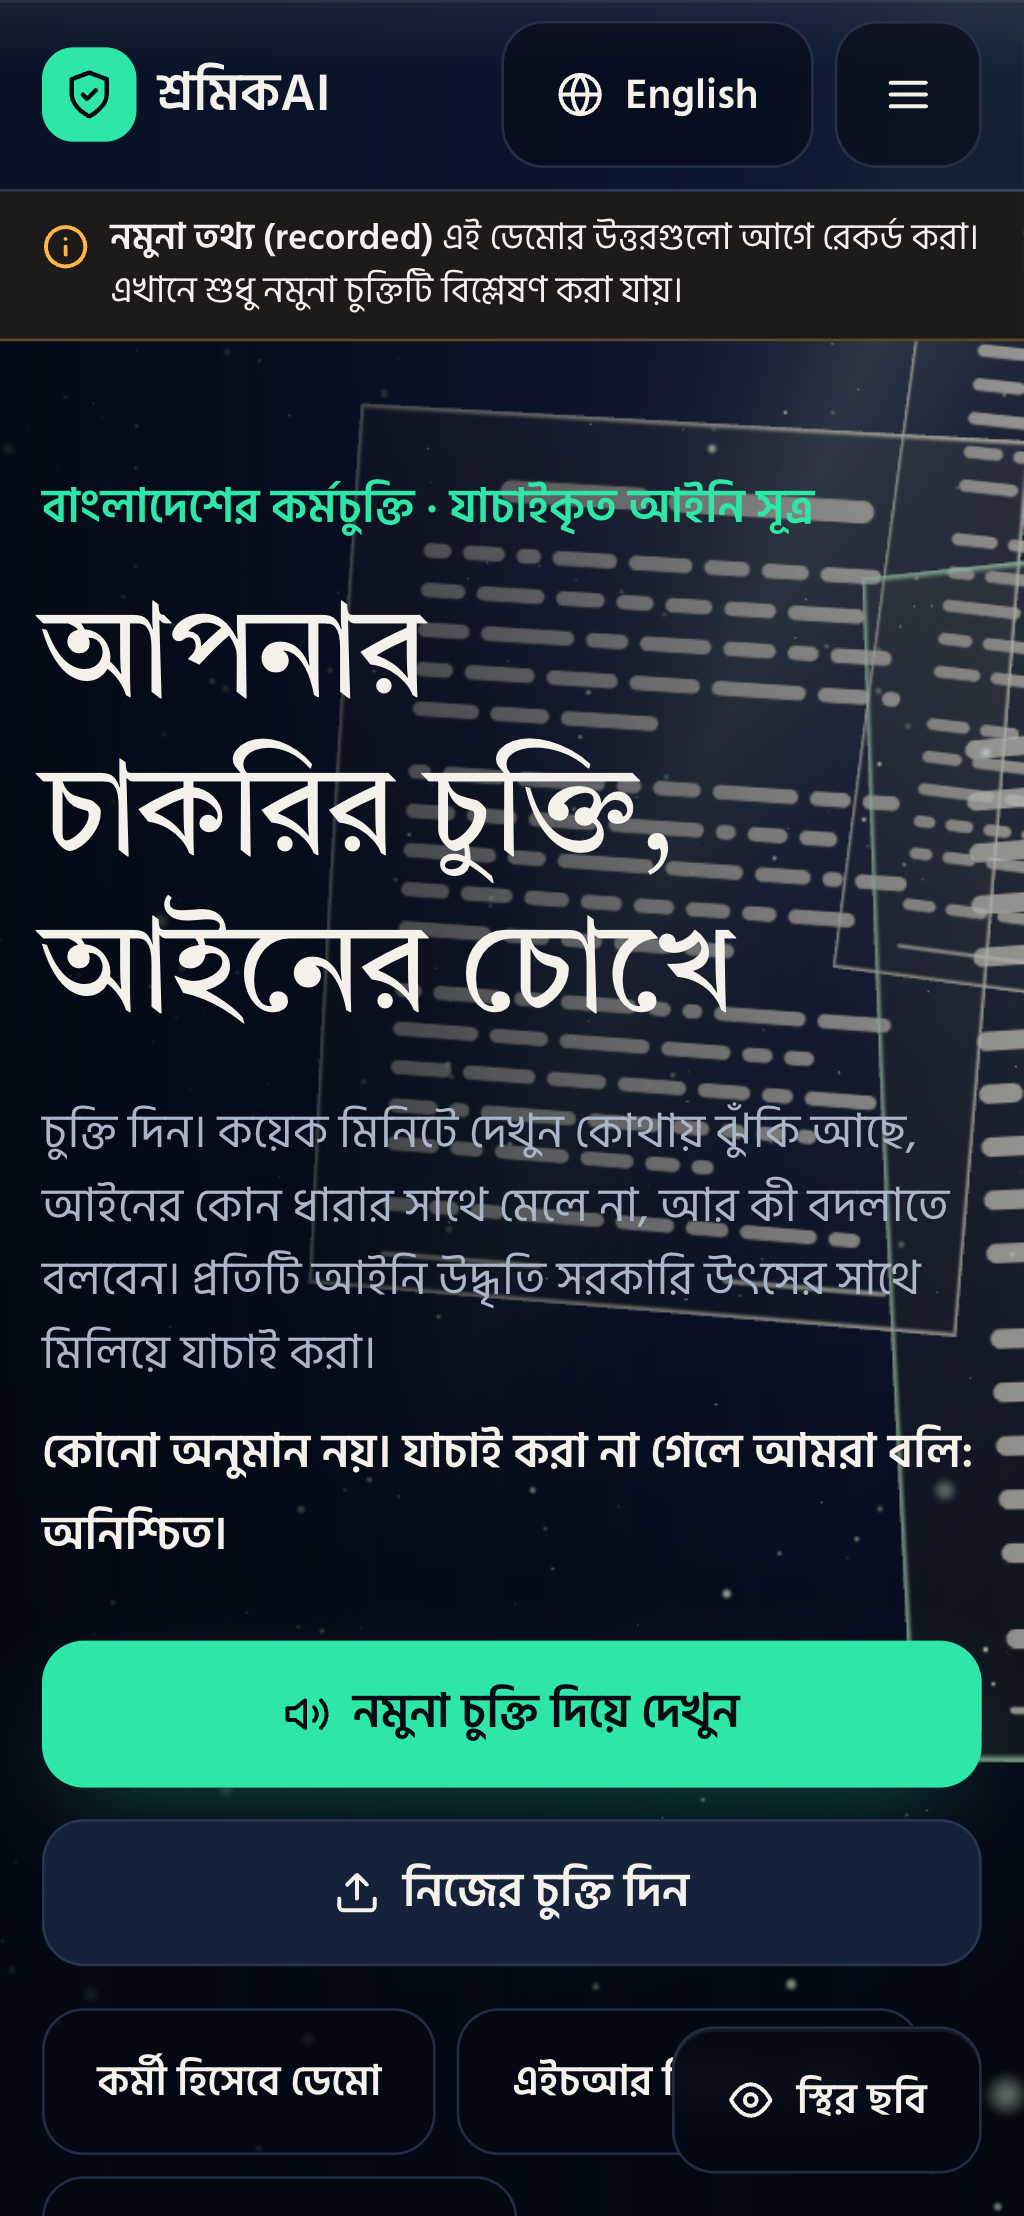 শ্রমিকAI
English
নমুনা তথ্য (recorded) এই ডেমোর উত্তরগুলো আগে রেকর্ড করা।
এখানে শুধু নমুনা চুক্তিটি বিশ্লেষণ করা যায়।
বাংলাদেশের কর্মচুক্তি · যাচাইকৃত আইনি সূত্র
আপনার
চাকরির চুক্তি,
আইনের চোখে
চুক্তি দিন। কয়েক মিনিটে দেখুন কোথায় ঝুঁকি আছে,
আইনের কোন ধারার সাথে মেলে না, আর কী বদলাতে
বলবেন। প্রতিটি আইনি উদ্ধৃতি সরকারি উৎসের সাথে
মিলিয়ে যাচাই করা।
কোনো অনুমান নয়। যাচাই করা না গেলে আমরা বলি:
অনিশ্চিত।
নমুনা চুক্তি দিয়ে দেখুন
নিজের চুক্তি দিন
কর্মী হিসেবে ডেমো
এইচআর
স্থির ছবি